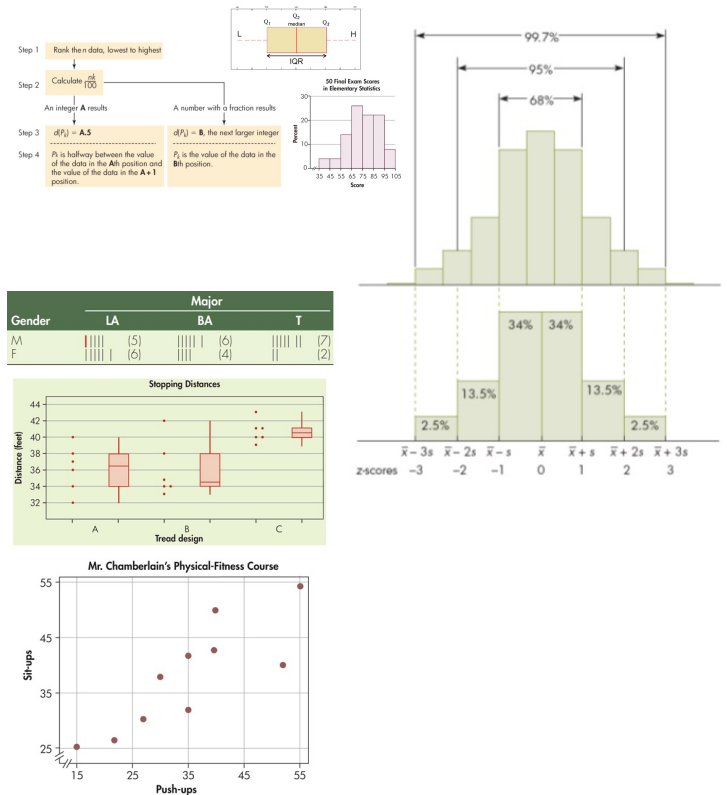 Step 1
Rank the n data, lowest to highest
Step 2
Calculate nk/100
An integer A results
A number with a fraction results
Step 3
d(Pk) = A.5
d(Pk) = B, the next larger integer
Step 4
Pk is halfway between the value
of the data in the Ath position and
the value of the data in the A + 1
position.
Pk is the value of the data in the
Bth position.
Q1
Q2
median
Q3
L
H
IQR
50 Final Exam Scores
in Elementary Statistics
Percent
30
20
10
0
35 45 55 65 75 85 95 105
Score
99.7%
95%
68%
34% 34%
13.5% 13.5%
2.5% 2.5%
x̄ − 3s x̄ − 2s x̄ − s x̄ x̄ + s x̄ + 2s x̄ + 3s
z-scores −3 −2 −1 0 1 2 3
Major
Gender LA BA T
M (5) (6) (7)
F (6) (4) (2)
Stopping Distances
Distance (feet)
44
42
40
38
36
34
32
A B C
Tread design
Mr. Chamberlain's Physical-Fitness Course
Sit-ups
55
45
35
25
15 25 35 45 55
Push-ups